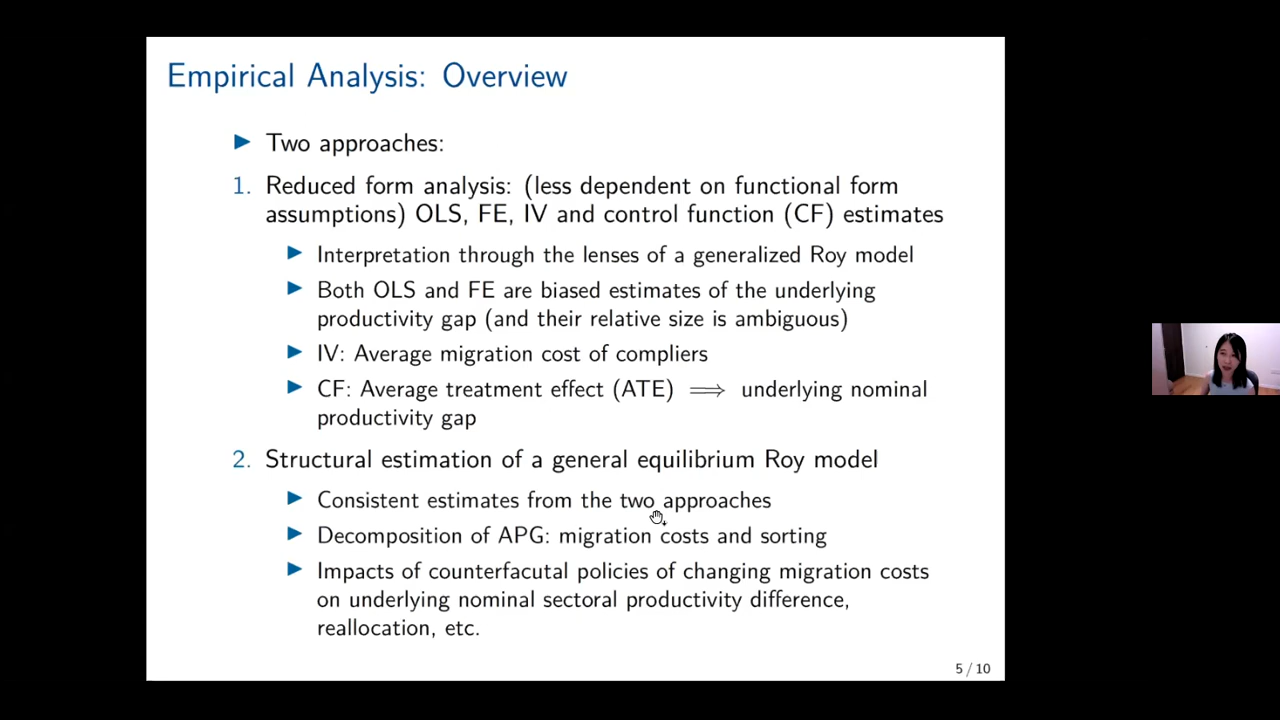 Empirical Analysis: Overview
▶ Two approaches:
1. Reduced form analysis: (less dependent on functional form
assumptions) OLS, FE, IV and control function (CF) estimates
▶ Interpretation through the lenses of a generalized Roy model
▶ Both OLS and FE are biased estimates of the underlying
productivity gap (and their relative size is ambiguous)
▶ IV: Average migration cost of compliers
▶ CF: Average treatment effect (ATE) ⟹ underlying nominal
productivity gap
2. Structural estimation of a general equilibrium Roy model
▶ Consistent estimates from the two approaches
▶ Decomposition of APG: migration costs and sorting
▶ Impacts of counterfacutal policies of changing migration costs
on underlying nominal sectoral productivity difference,
reallocation, etc.
5 / 10